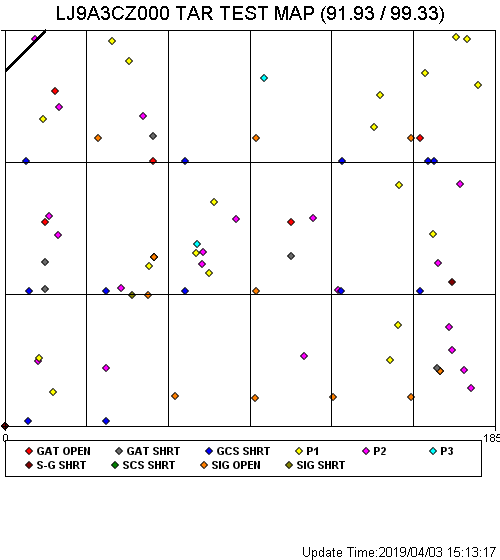 LJ9A3CZ000 TAR TEST MAP (91.93 / 99.33)
0 185
GAT OPEN GAT SHRT GCS SHRT P1 P2 P3
S-G SHRT SCS SHRT SIG OPEN SIG SHRT
Update Time:2019/04/03 15:13:17